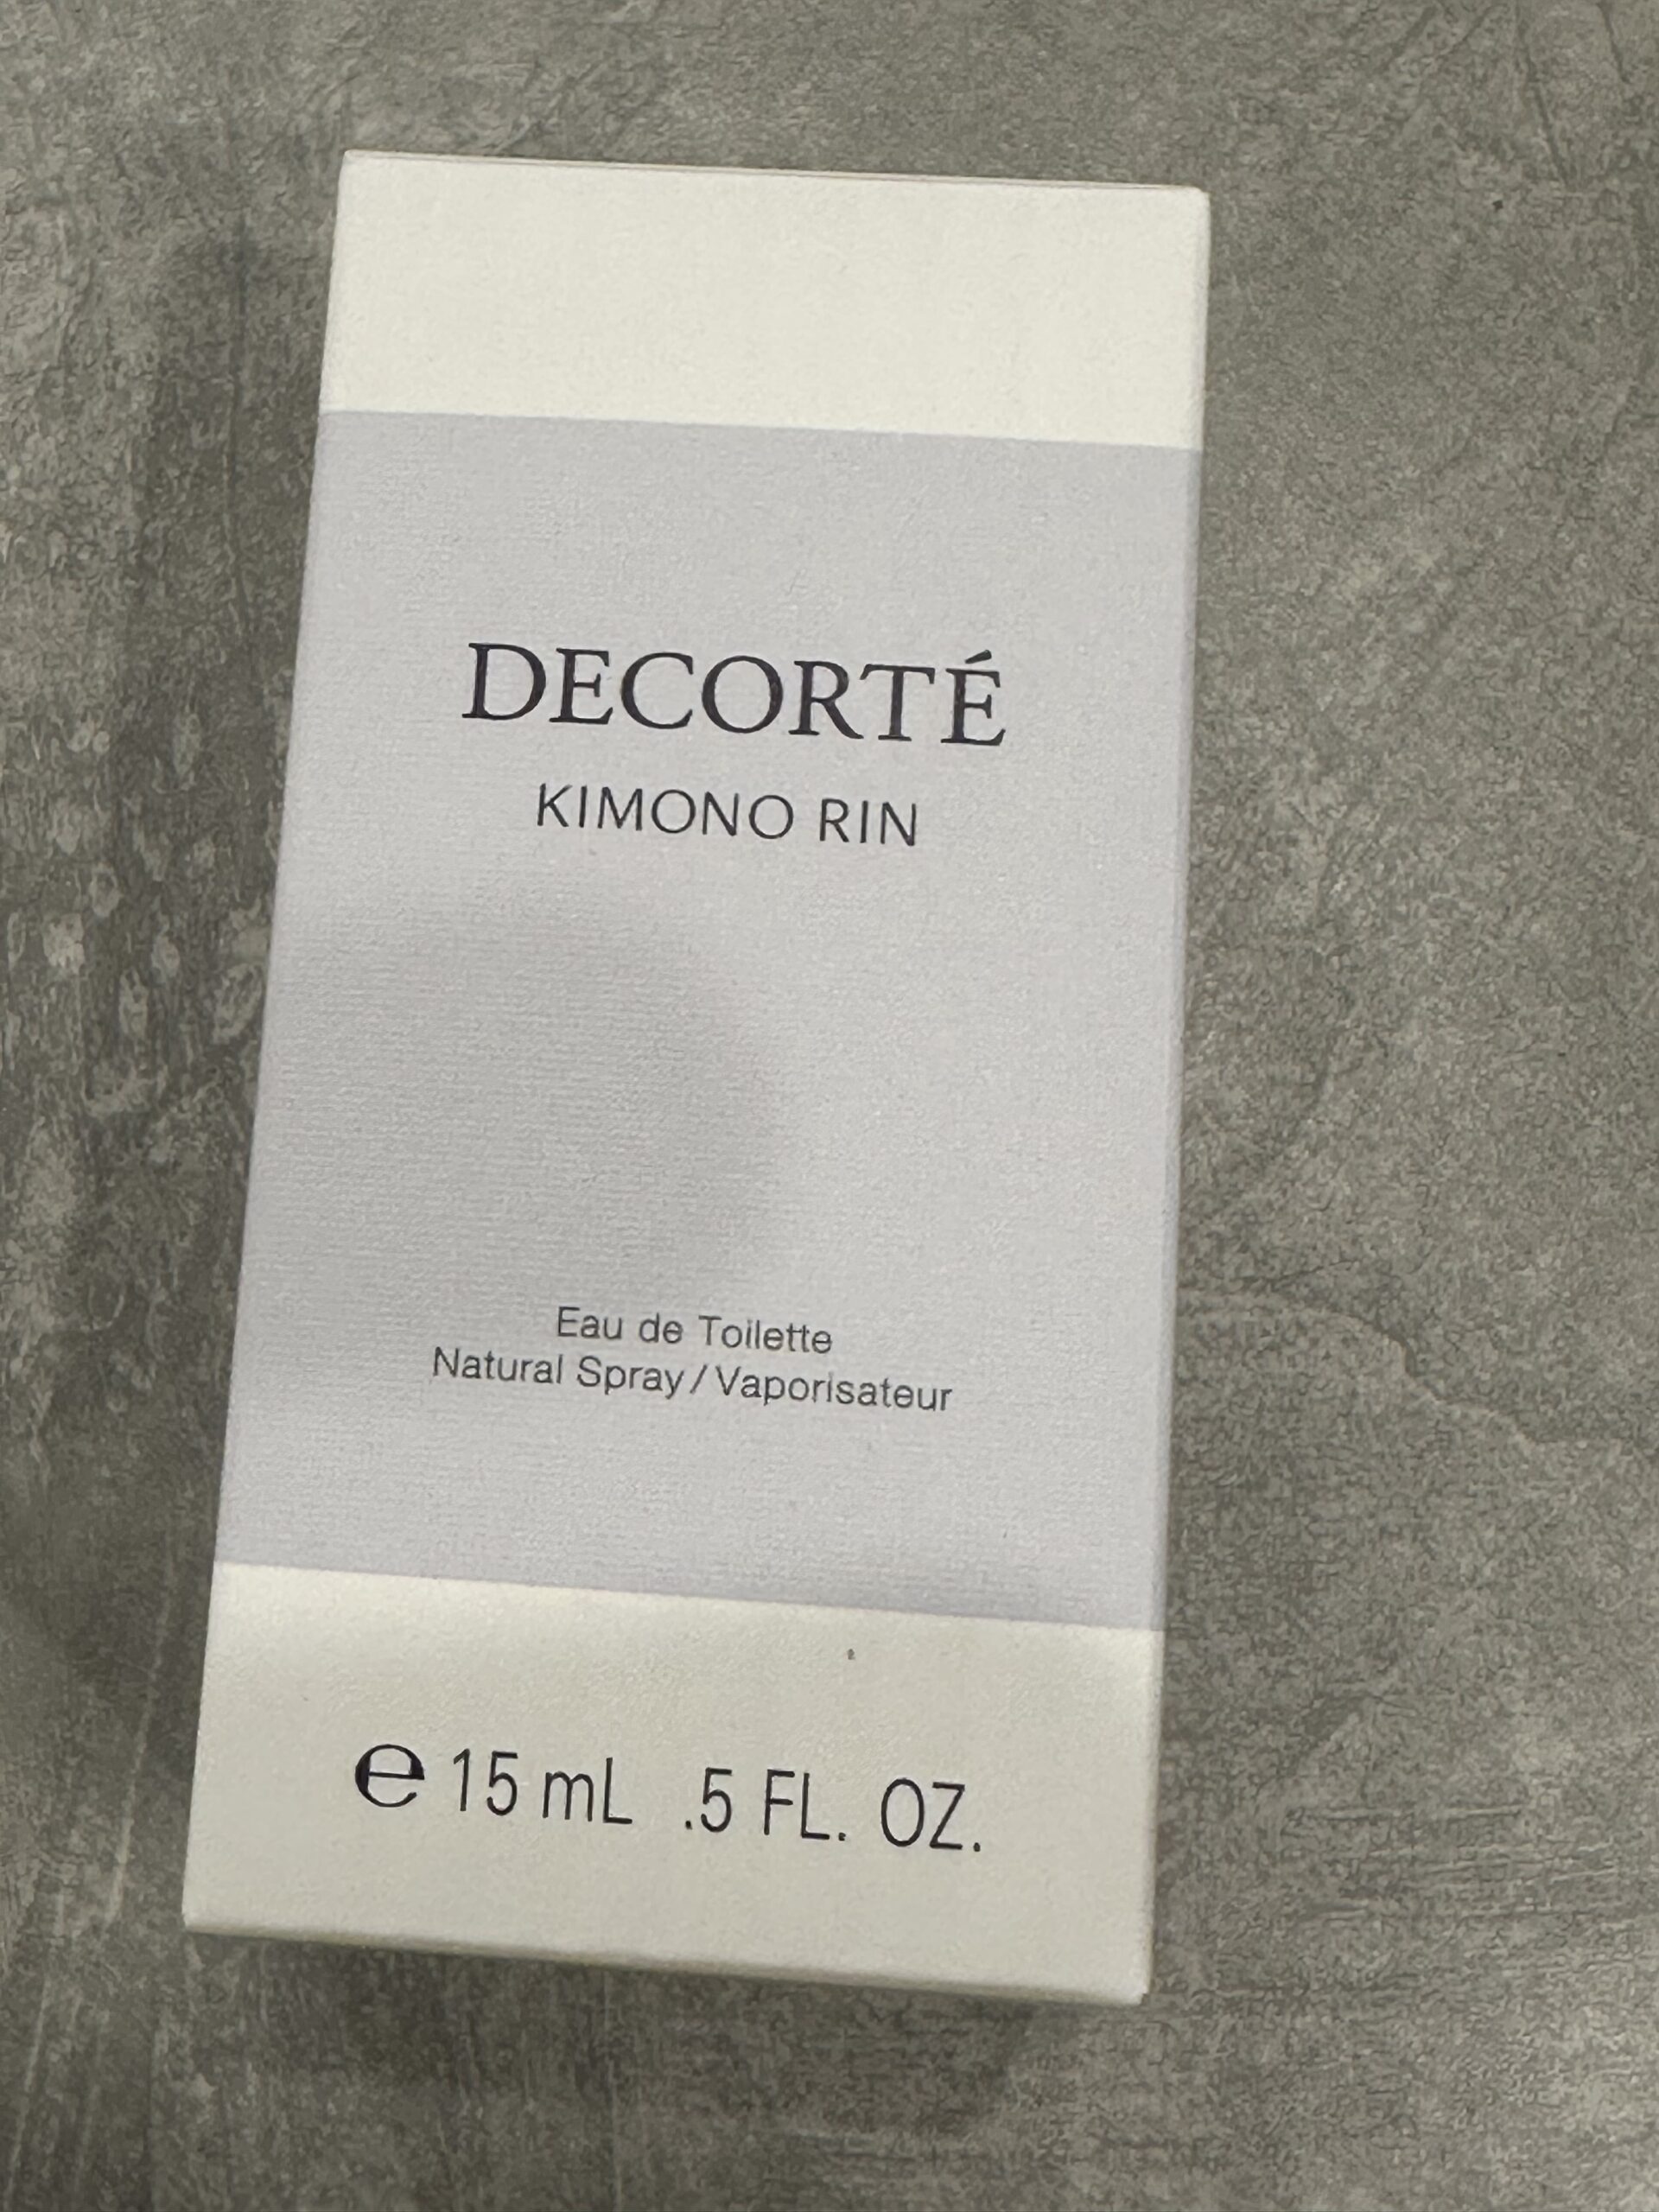 DECORTÉ
KIMONO RIN
Eau de Toilette
Natural Spray/Vaporisateur
℮ 15 mL .5 FL. OZ.